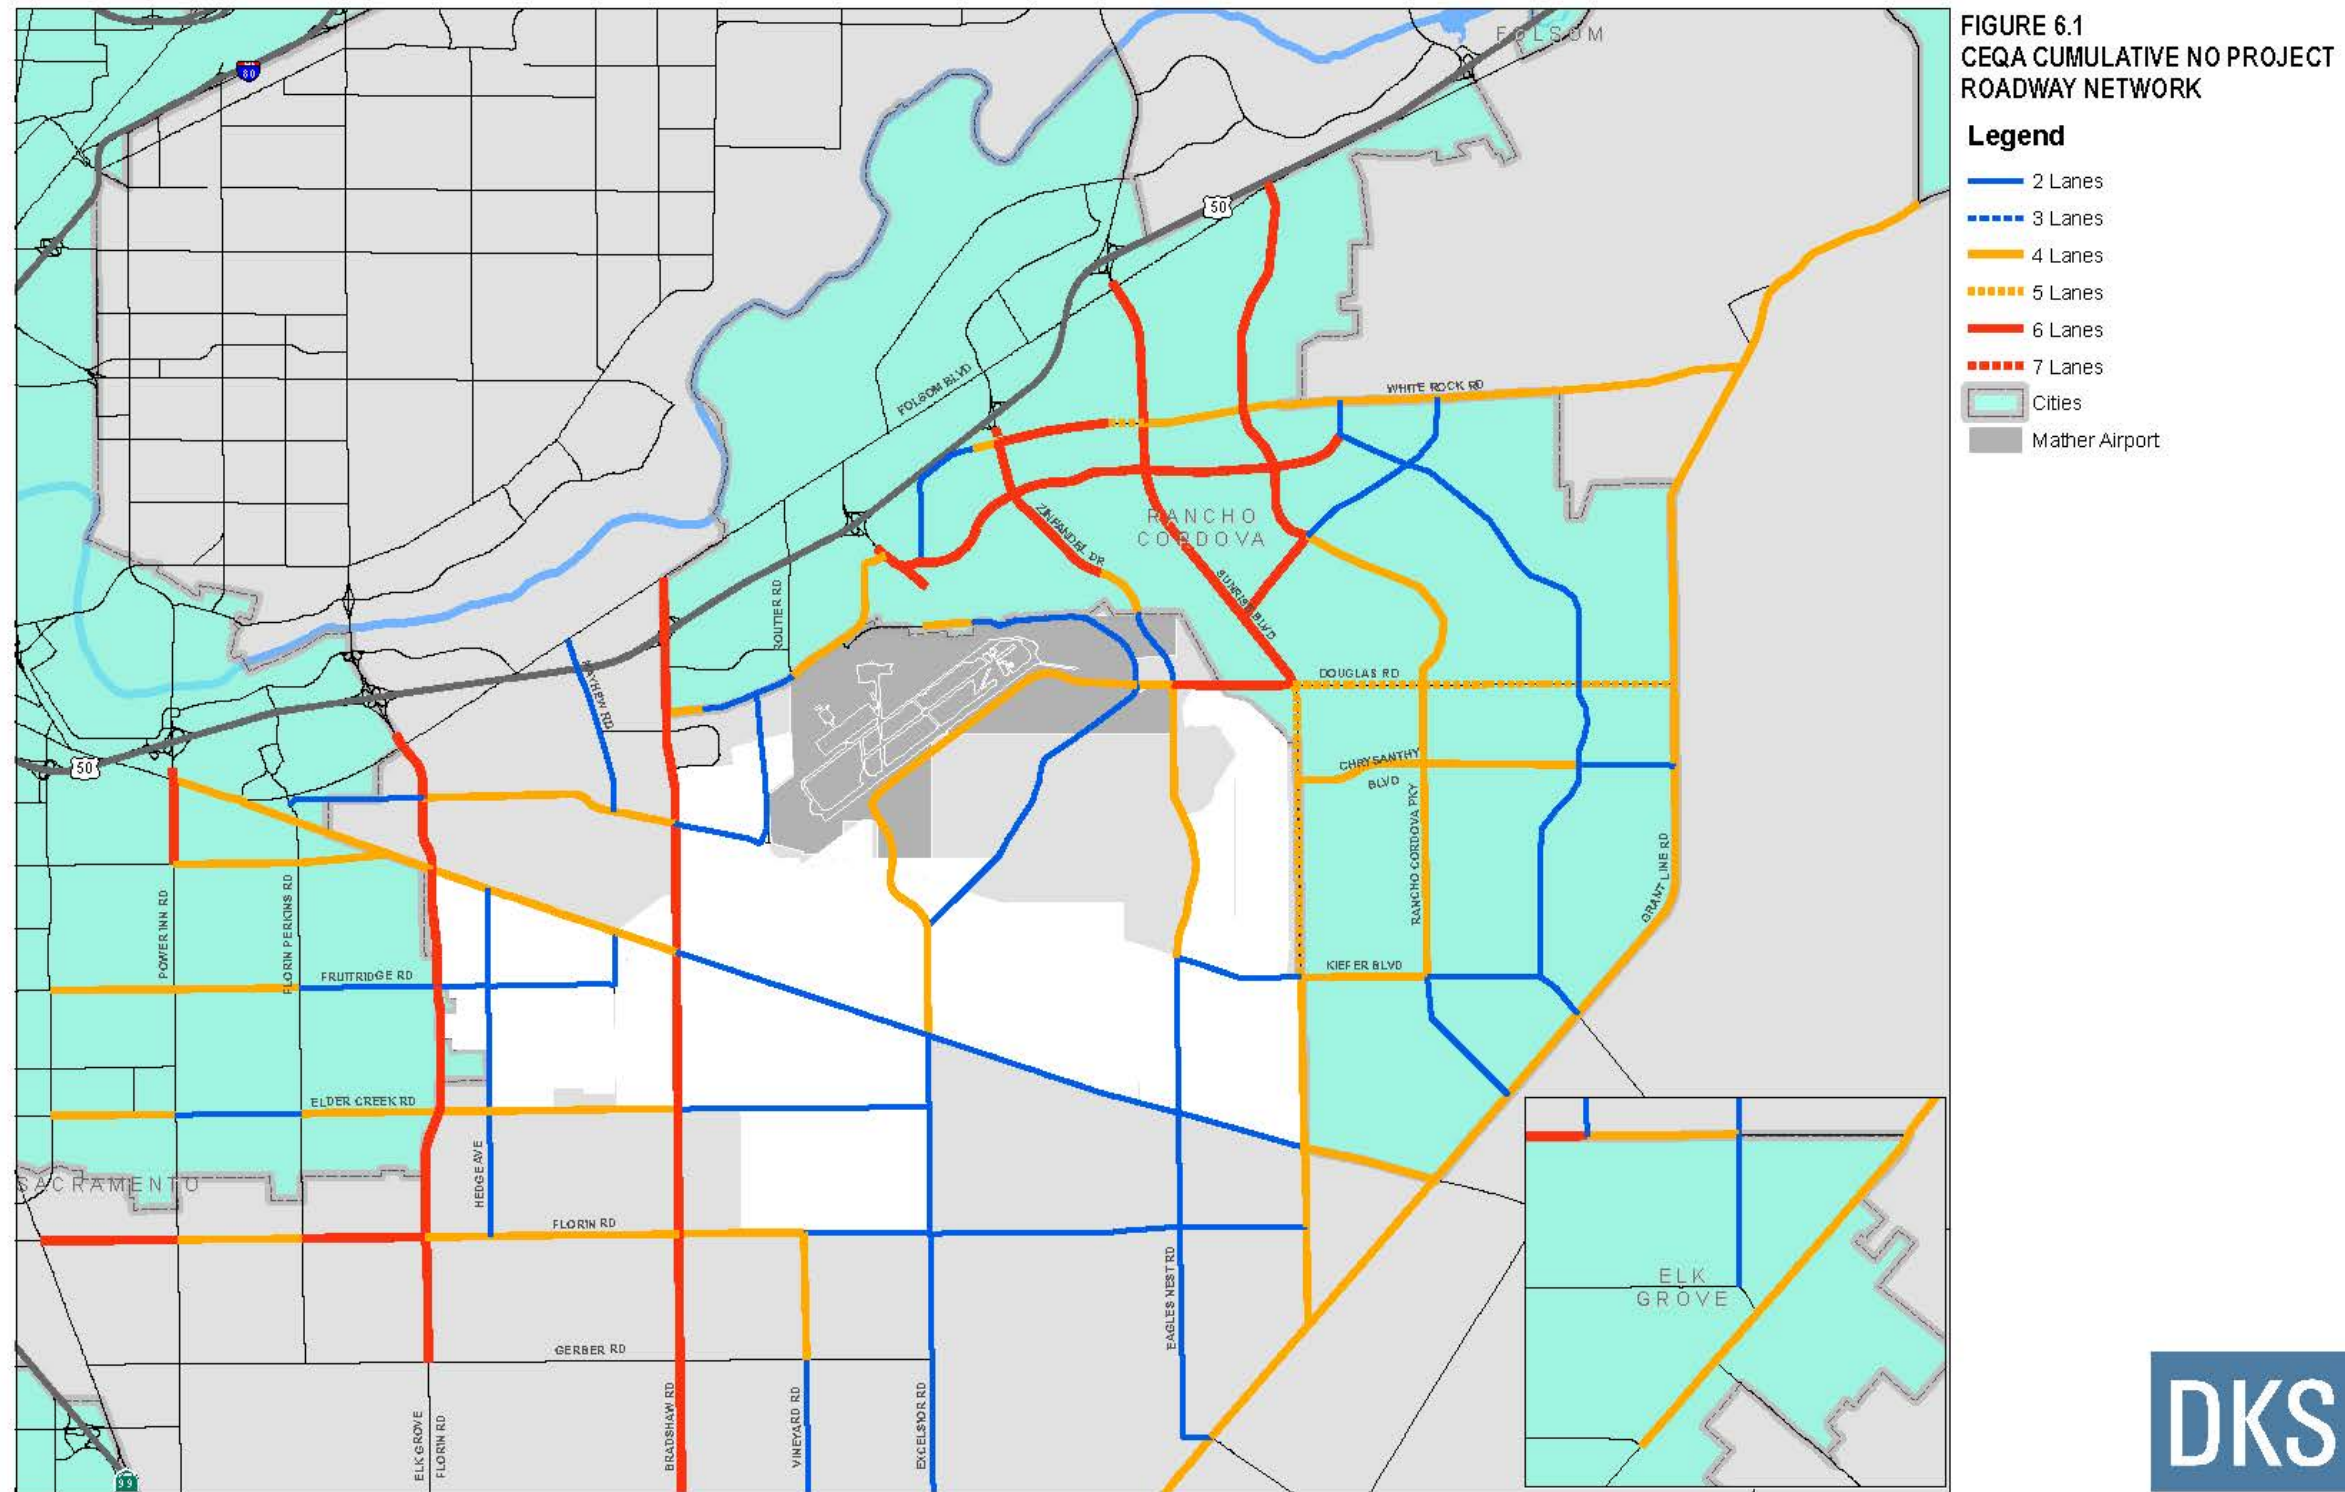 FIGURE 6.1
CEQA CUMULATIVE NO PROJECT
ROADWAY NETWORK
Legend
2 Lanes
3 Lanes
4 Lanes
5 Lanes
6 Lanes
7 Lanes
Cities
Mather Airport
FOLSOM
80
50
WHITE ROCK RD
FOLSOM BLVD
RANCHO
CORDOVA
ZINFANDEL DR
SUNRISE BLVD
ROUTIER RD
MAYHEW RD
DOUGLAS RD
50
CHRYSANTHY
BLVD
RANCHO CORDOVA PKY
GRANT LINE RD
POWER INN RD
FLORIN PERKINS RD
FRUITRIDGE RD
KIEFER BLVD
ELDER CREEK RD
HEDGE AVE
SACRAMENTO
FLORIN RD
EAGLES NEST RD
GERBER RD
ELK GROVE
FLORIN RD
BRADSHAW RD
VINEYARD RD
EXCELSIOR RD
99
ELK
GROVE
DKS